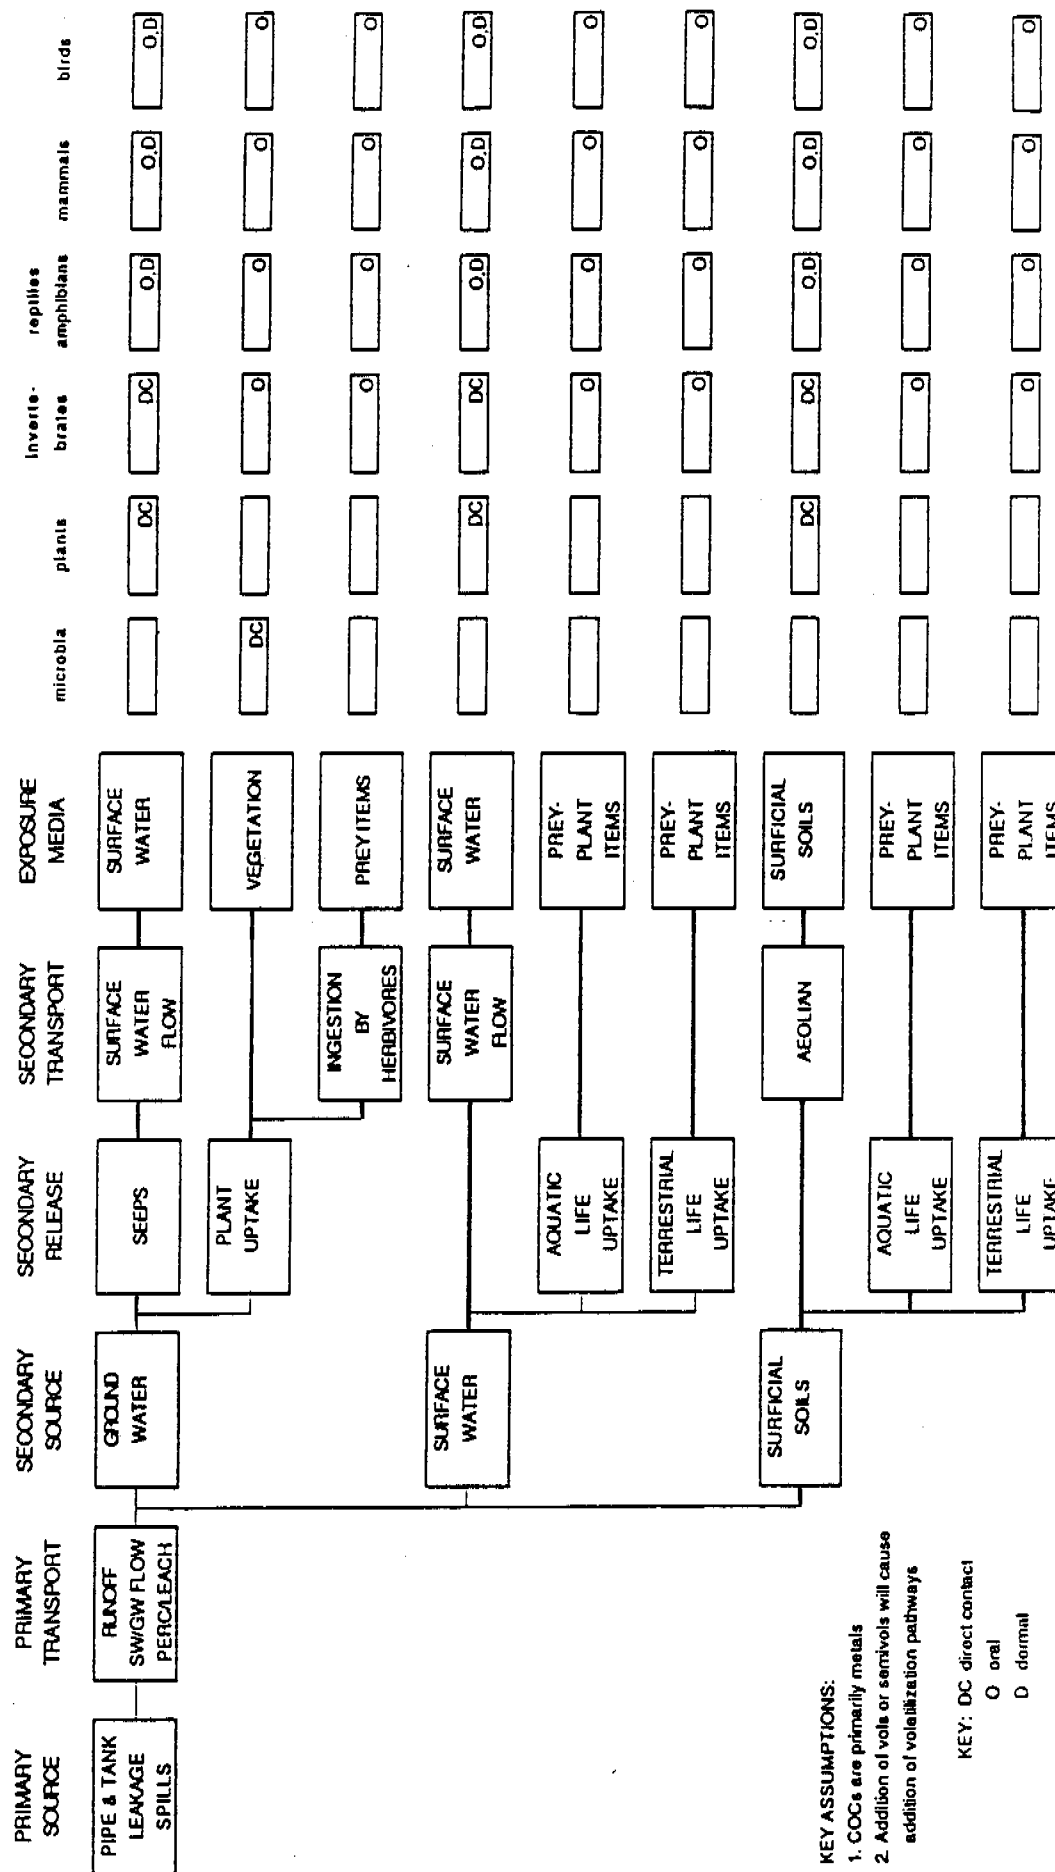 PRIMARY
SOURCE
PRIMARY
TRANSPORT
SECONDARY
SOURCE
SECONDARY
RELEASE
SECONDARY
TRANSPORT
EXPOSURE
MEDIA
microbia
plants
Inverte-
brates
reptiles
amphibians
mammals
birds
PIPE & TANK
LEAKAGE
SPILLS
RUNOFF
SW/GW FLOW
PERC/LEACH
GROUND
WATER
SEEPS
SURFACE
WATER
FLOW
SURFACE
WATER
DC
DC
O,D
O,D
O,D
PLANT
UPTAKE
VEGETATION
DC
O
O
O
O
INGESTION
BY
HERBIVORES
PREY ITEMS
O
O
O
O
SURFACE
WATER
SURFACE
WATER
FLOW
SURFACE
WATER
DC
DC
O,D
O,D
O,D
AQUATIC
LIFE
UPTAKE
PREY-
PLANT
ITEMS
O
O
O
O
TERRESTRIAL
LIFE
UPTAKE
PREY-
PLANT
ITEMS
O
O
O
O
SURFICIAL
SOILS
AEOLIAN
SURFICIAL
SOILS
DC
DC
O,D
O,D
O,D
AQUATIC
LIFE
UPTAKE
PREY-
PLANT
ITEMS
O
O
O
O
TERRESTRIAL
LIFE
UPTAKE
PREY-
PLANT
ITEMS
O
O
O
O
KEY ASSUMPTIONS:
1. COCs are primarily metals
2. Addition of vols or semivols will cause
addition of volatilization pathways
KEY: DC direct contact
O oral
D dermal